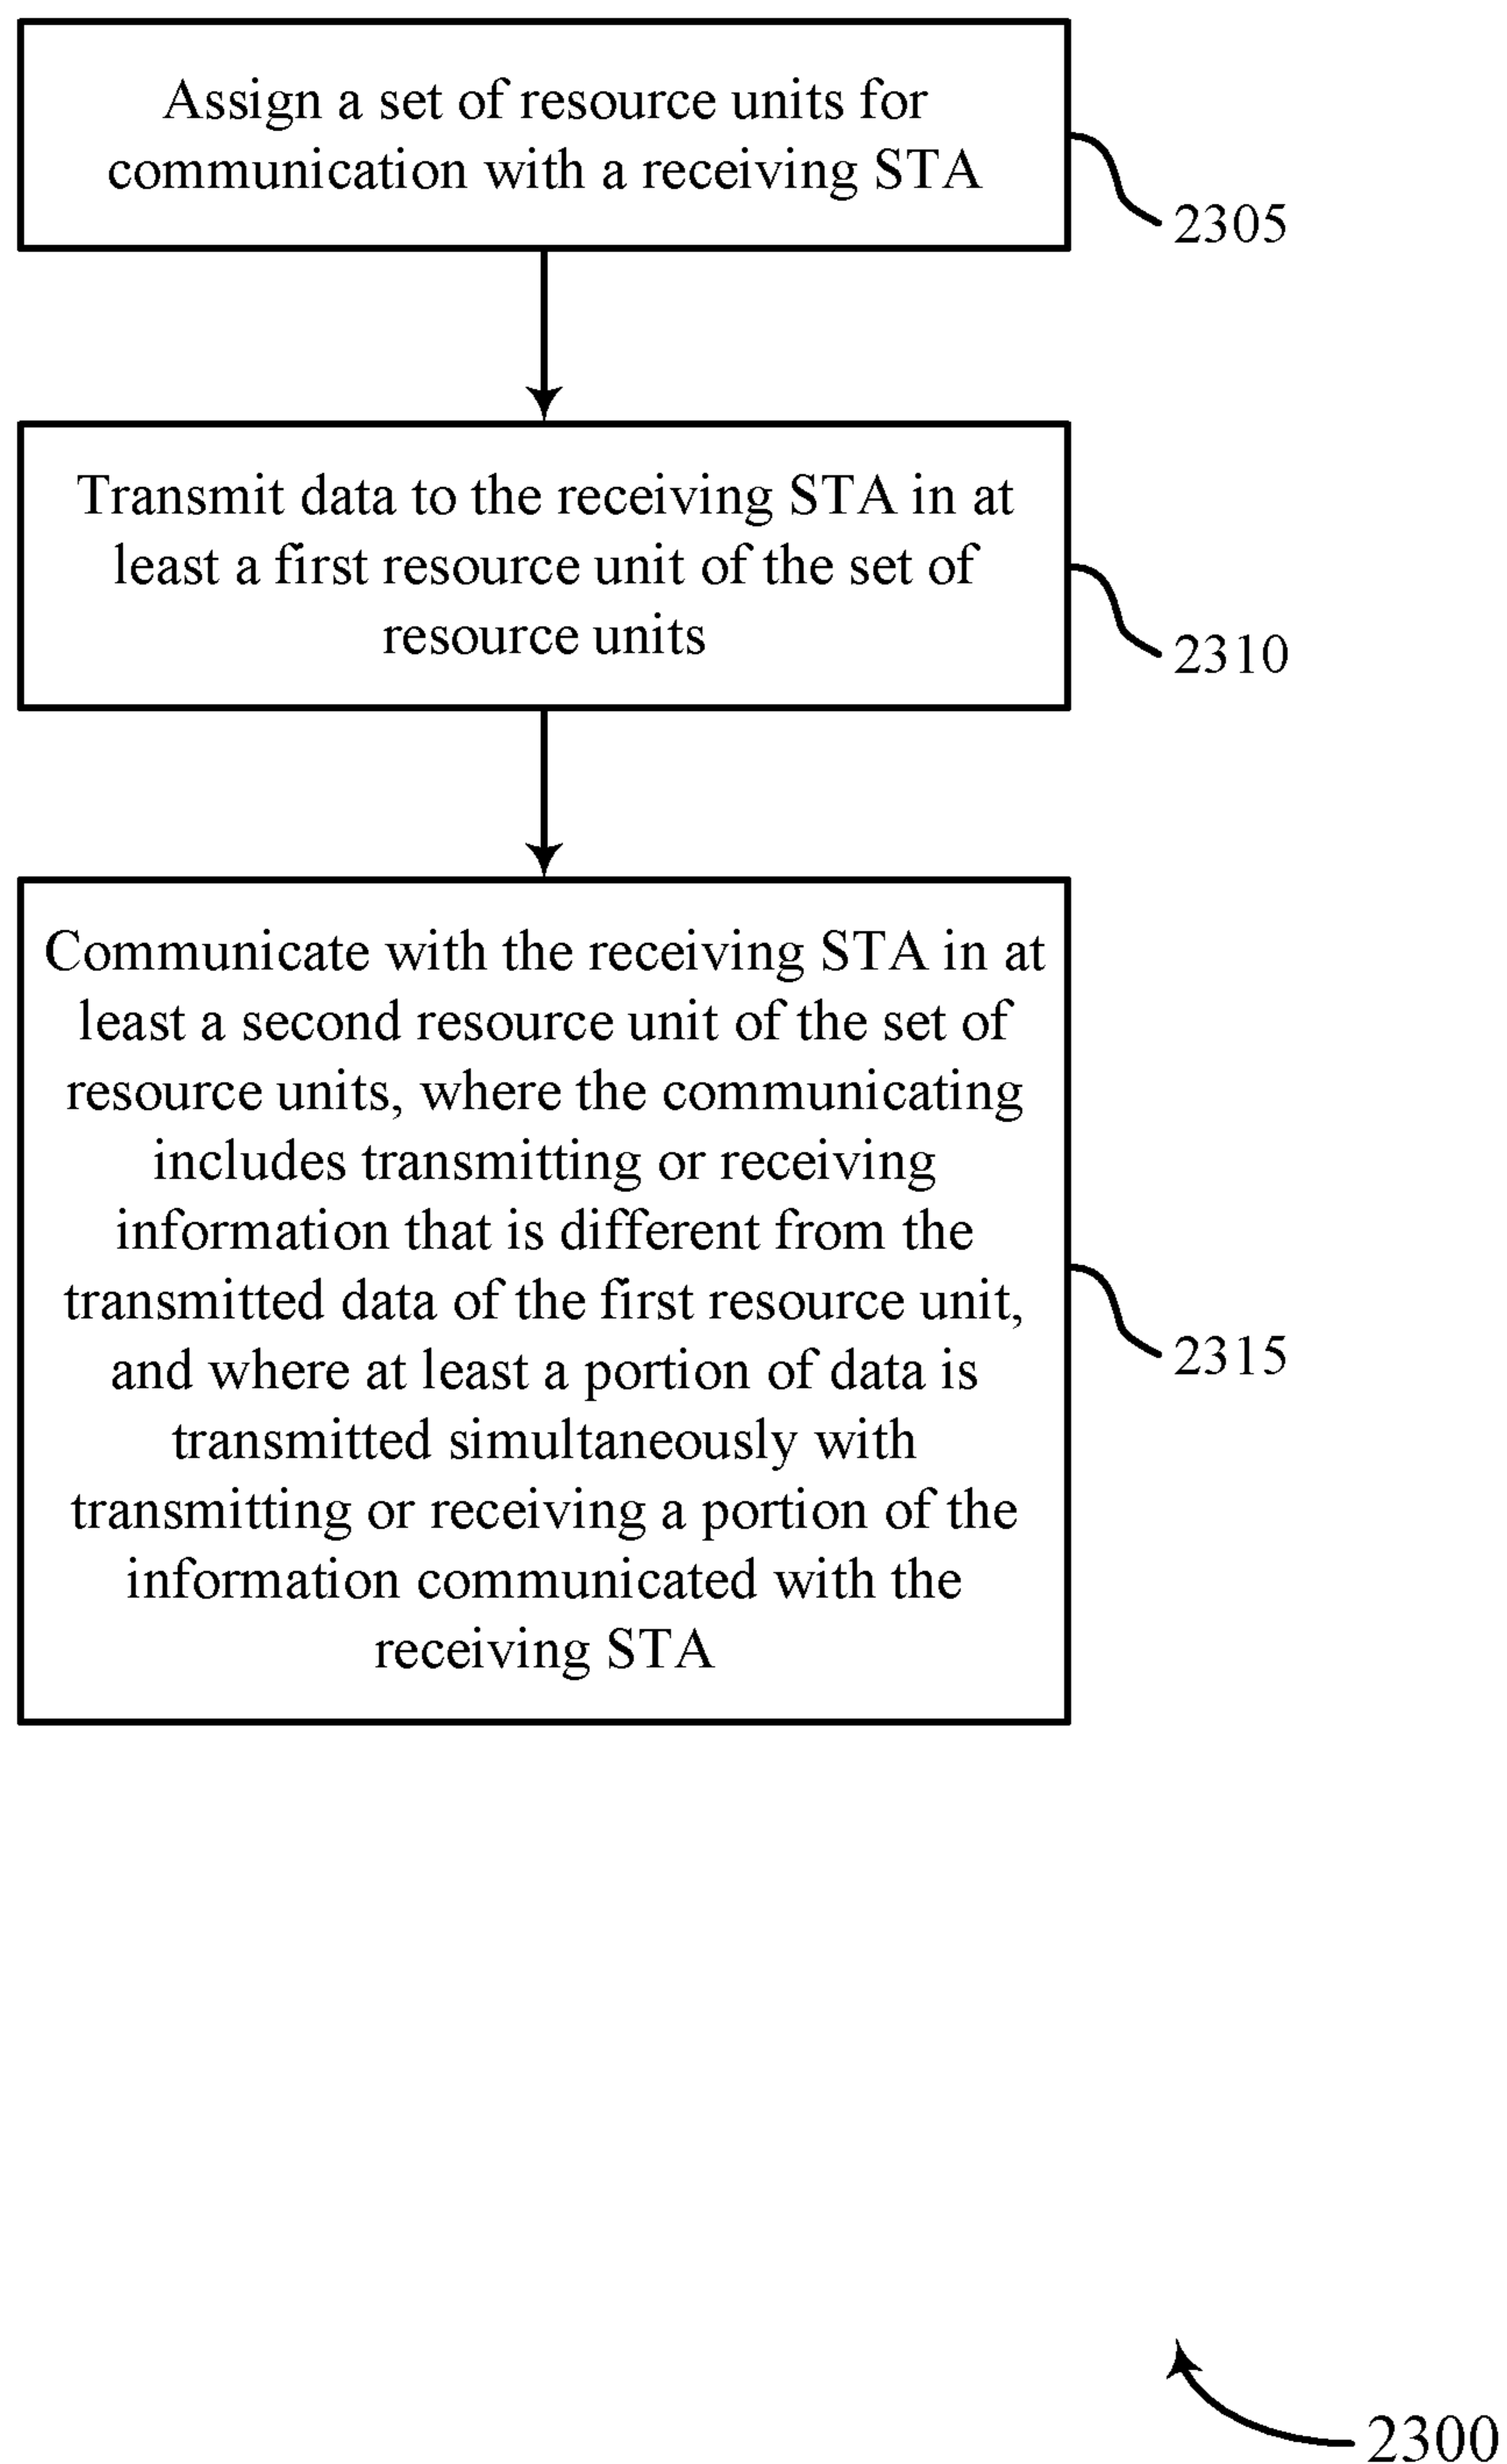 Assign a set of resource units for
communication with a receiving STA
2305
Transmit data to the receiving STA in at
least a first resource unit of the set of
resource units
2310
Communicate with the receiving STA in at
least a second resource unit of the set of
resource units, where the communicating
includes transmitting or receiving
information that is different from the
transmitted data of the first resource unit,
and where at least a portion of data is
transmitted simultaneously with
transmitting or receiving a portion of the
information communicated with the
receiving STA
2315
2300